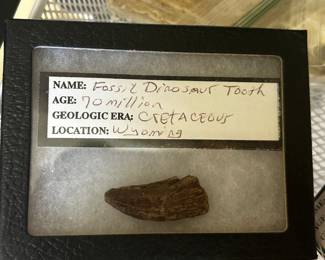 NAME: Fossil Dinosaur Tooth
AGE: 70 million
GEOLOGIC ERA: CRETACEOUS
LOCATION: Wyoming